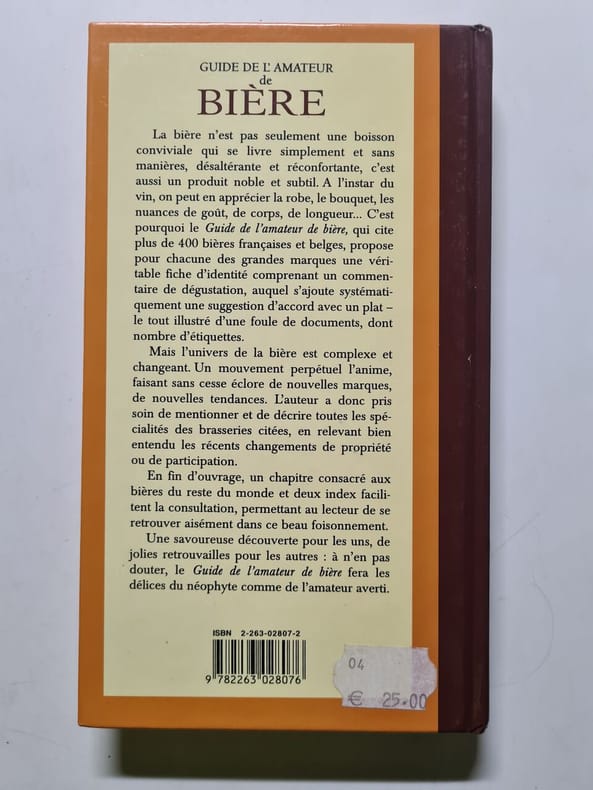 GUIDE DE L'AMATEUR
de
BIÈRE
La bière n'est pas seulement une boisson
conviviale qui se livre simplement et sans
manières, désaltérante et réconfortante, c'est
aussi un produit noble et subtil. A l'instar du
vin, on peut en apprécier la robe, le bouquet, les
nuances de goût, de corps, de longueur... C'est
pourquoi le Guide de l'amateur de bière, qui cite
plus de 400 bières françaises et belges, propose
pour chacune des grandes marques une véri-
table fiche d'identité comprenant un commen-
taire de dégustation, auquel s'ajoute systémati-
quement une suggestion d'accord avec un plat –
le tout illustré d'une foule de documents, dont
nombre d'étiquettes.
Mais l'univers de la bière est complexe et
changeant. Un mouvement perpétuel l'anime,
faisant sans cesse éclore de nouvelles marques,
de nouvelles tendances. L'auteur a donc pris
soin de mentionner et de décrire toutes les spé-
cialités des brasseries citées, en relevant bien
entendu les récents changements de propriété
ou de participation.
En fin d'ouvrage, un chapitre consacré aux
bières du reste du monde et deux index facili-
tent la consultation, permettant au lecteur de se
retrouver aisément dans ce beau foisonnement.
Une savoureuse découverte pour les uns, de
jolies retrouvailles pour les autres : à n'en pas
douter, le Guide de l'amateur de bière fera les
délices du néophyte comme de l'amateur averti.
ISBN 2-263-02807-2
9 782263 028076
04
€ 25.00